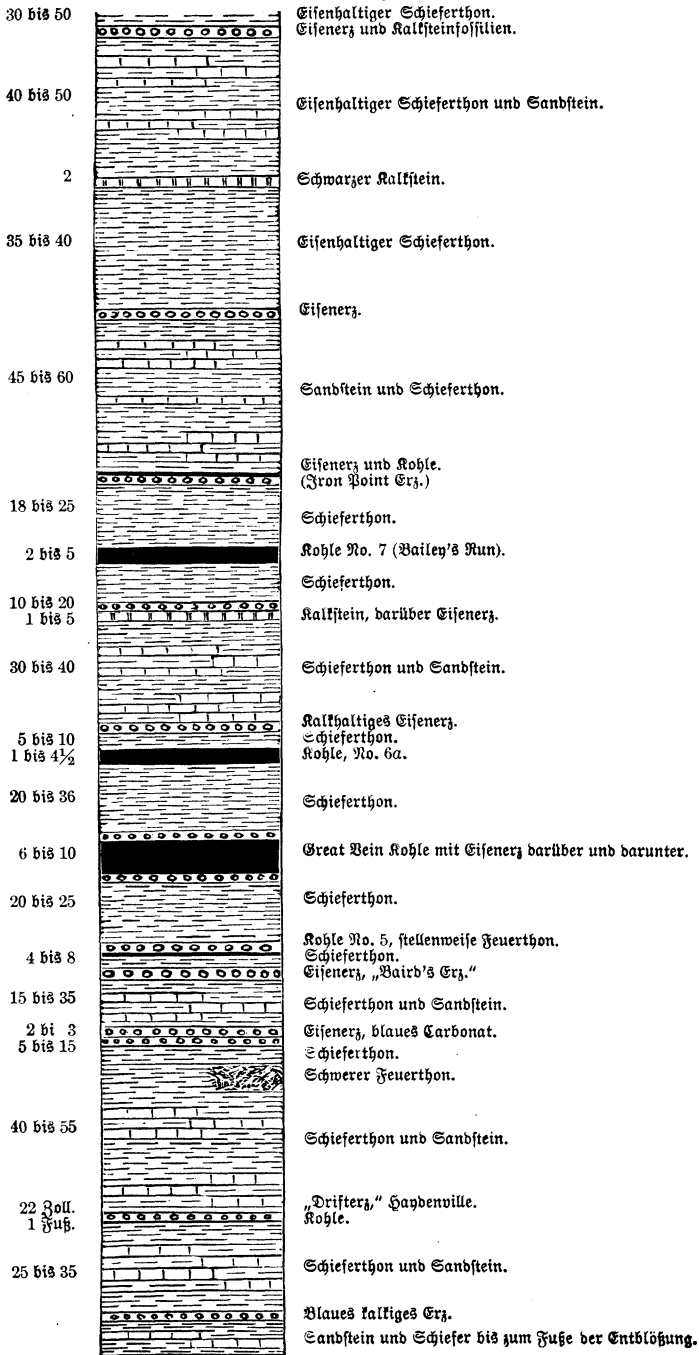 30 bis 50 Eisenhaltiger Schieferthon.
Eisenerz und Kalksteinfossilien.
40 bis 50 Eisenhaltiger Schieferthon und Sandstein.
2 Schwarzer Kalkstein.
35 bis 40 Eisenhaltiger Schieferthon.
Eisenerz.
45 bis 60 Sandstein und Schieferthon.
Eisenerz und Kohle.
(Iron Point Erz.)
18 bis 25 Schieferthon.
2 bis 5 Kohle No. 7 (Bailey's Run).
Schieferthon.
10 bis 20
1 bis 5 Kalkstein, darüber Eisenerz.
30 bis 40 Schieferthon und Sandstein.
Kalkhaltiges Eisenerz.
5 bis 10 Schieferthon.
1 bis 4½ Kohle, No. 6a.
20 bis 36 Schieferthon.
6 bis 10 Great Vein Kohle mit Eisenerz darüber und darunter.
20 bis 25 Schieferthon.
Kohle No. 5, stellenweise Feuerthon.
4 bis 8 Schieferthon.
Eisenerz, „Baird's Erz.“
15 bis 35 Schieferthon und Sandstein.
2 bi 3 Eisenerz, blaues Carbonat.
5 bis 15 Schieferthon.
Schwerer Feuerthon.
40 bis 55 Schieferthon und Sandstein.
22 Zoll. „Drifterz,“ Haydenville.
1 Fuß. Kohle.
25 bis 35 Schieferthon und Sandstein.
Blaues kalkiges Erz.
Sandstein und Schiefer bis zum Fuße der Entblößung.